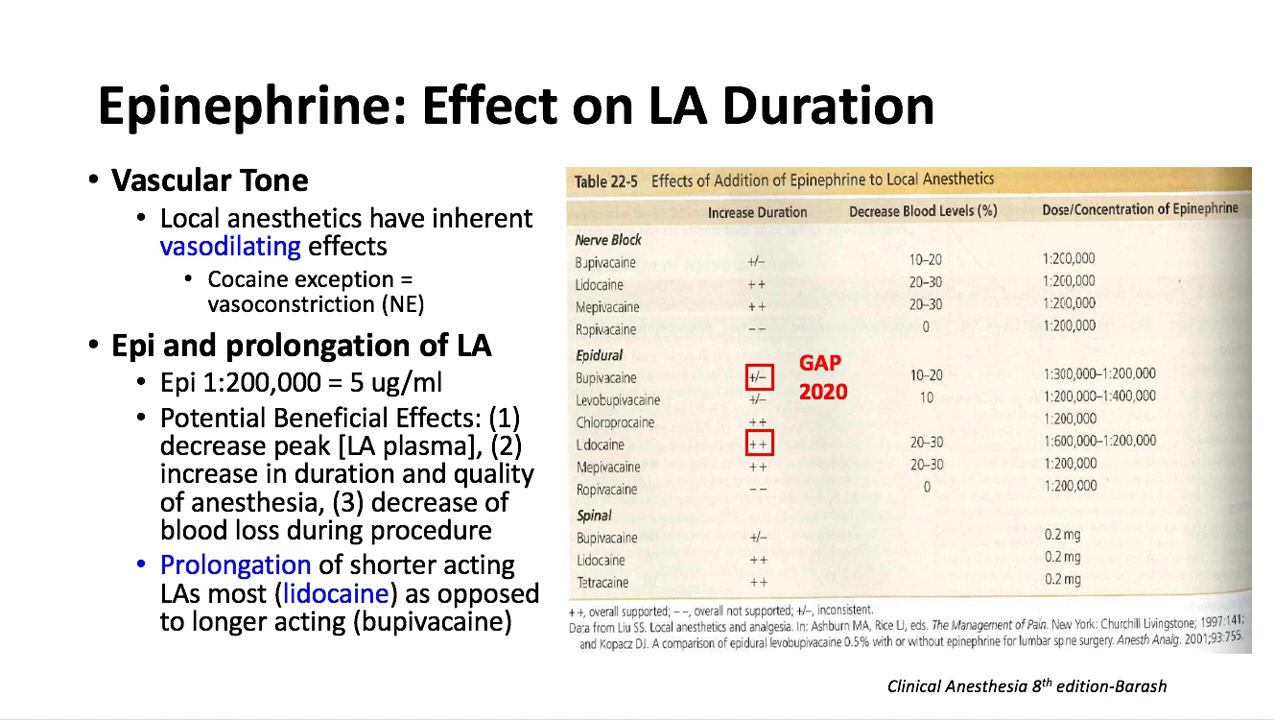 Epinephrine: Effect on LA Duration
• Vascular Tone
• Local anesthetics have inherent
vasodilating effects
• Cocaine exception =
vasoconstriction (NE)
• Epi and prolongation of LA
• Epi 1:200,000 = 5 ug/ml
• Potential Beneficial Effects: (1)
decrease peak [LA plasma], (2)
increase in duration and quality
of anesthesia, (3) decrease of
blood loss during procedure
• Prolongation of shorter acting
LAs most (lidocaine) as opposed
to longer acting (bupivacaine)
Table 22-5 Effects of Addition of Epinephrine to Local Anesthetics
Increase Duration Decrease Blood Levels (%) Dose/Concentration of Epinephrine
Nerve Block
Bupivacaine +/– 10–20 1:200,000
Lidocaine ++ 20–30 1:200,000
Mepivacaine ++ 20–30 1:200,000
Ropivacaine – – 0 1:200,000
Epidural
Bupivacaine +/– 10–20 1:300,000–1:200,000
Levobupivacaine +/– 10 1:200,000–1:400,000
Chloroprocaine ++ 1:200,000
Lidocaine ++ 20–30 1:600,000–1:200,000
Mepivacaine ++ 20–30 1:200,000
Ropivacaine – – 0 1:200,000
Spinal
Bupivacaine +/– 0.2 mg
Lidocaine ++ 0.2 mg
Tetracaine ++ 0.2 mg
GAP
2020
++, overall supported; – –, overall not supported; +/–, inconsistent.
Data from Liu SS. Local anesthetics and analgesia. In: Ashburn MA, Rice LJ, eds. The Management of Pain. New York: Churchill Livingstone; 1997:141;
and Kopacz DJ. A comparison of epidural levobupivacaine 0.5% with or without epinephrine for lumbar spine surgery. Anesth Analg. 2001;93:755.
Clinical Anesthesia 8th edition-Barash